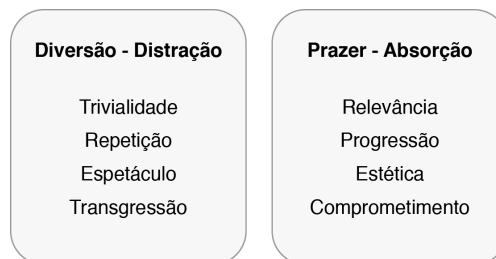 Diversão - Distração
Trivialidade
Repetição
Espetáculo
Transgressão
Prazer - Absorção
Relevância
Progressão
Estética
Comprometimento